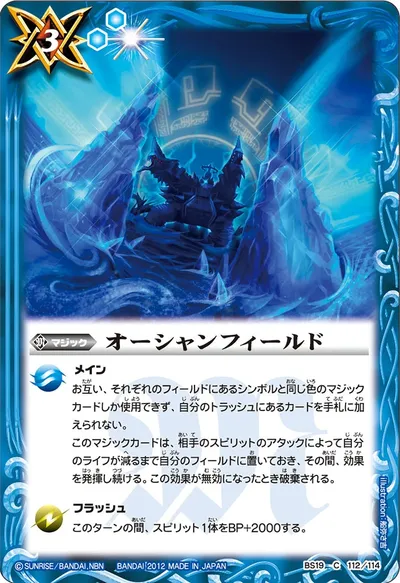 3
マジック オーシャンフィールド
メイン
お互い、それぞれのフィールドにあるシンボルと同じ色のマジック
カードしか使用できず、自分のトラッシュにあるカードを手札に加
えられない。
このマジックカードは、相手のスピリットのアタックによって自分
のライフが減るまで自分のフィールドに置いておき、その間、効果
を発揮し続ける。この効果が無効になったとき破棄される。
フラッシュ
このターンの間、スピリット1体をBP+2000する。
©SUNRISE/BANDAI,NBN BANDAI 2012 MADE IN JAPAN BS19 C 112/114